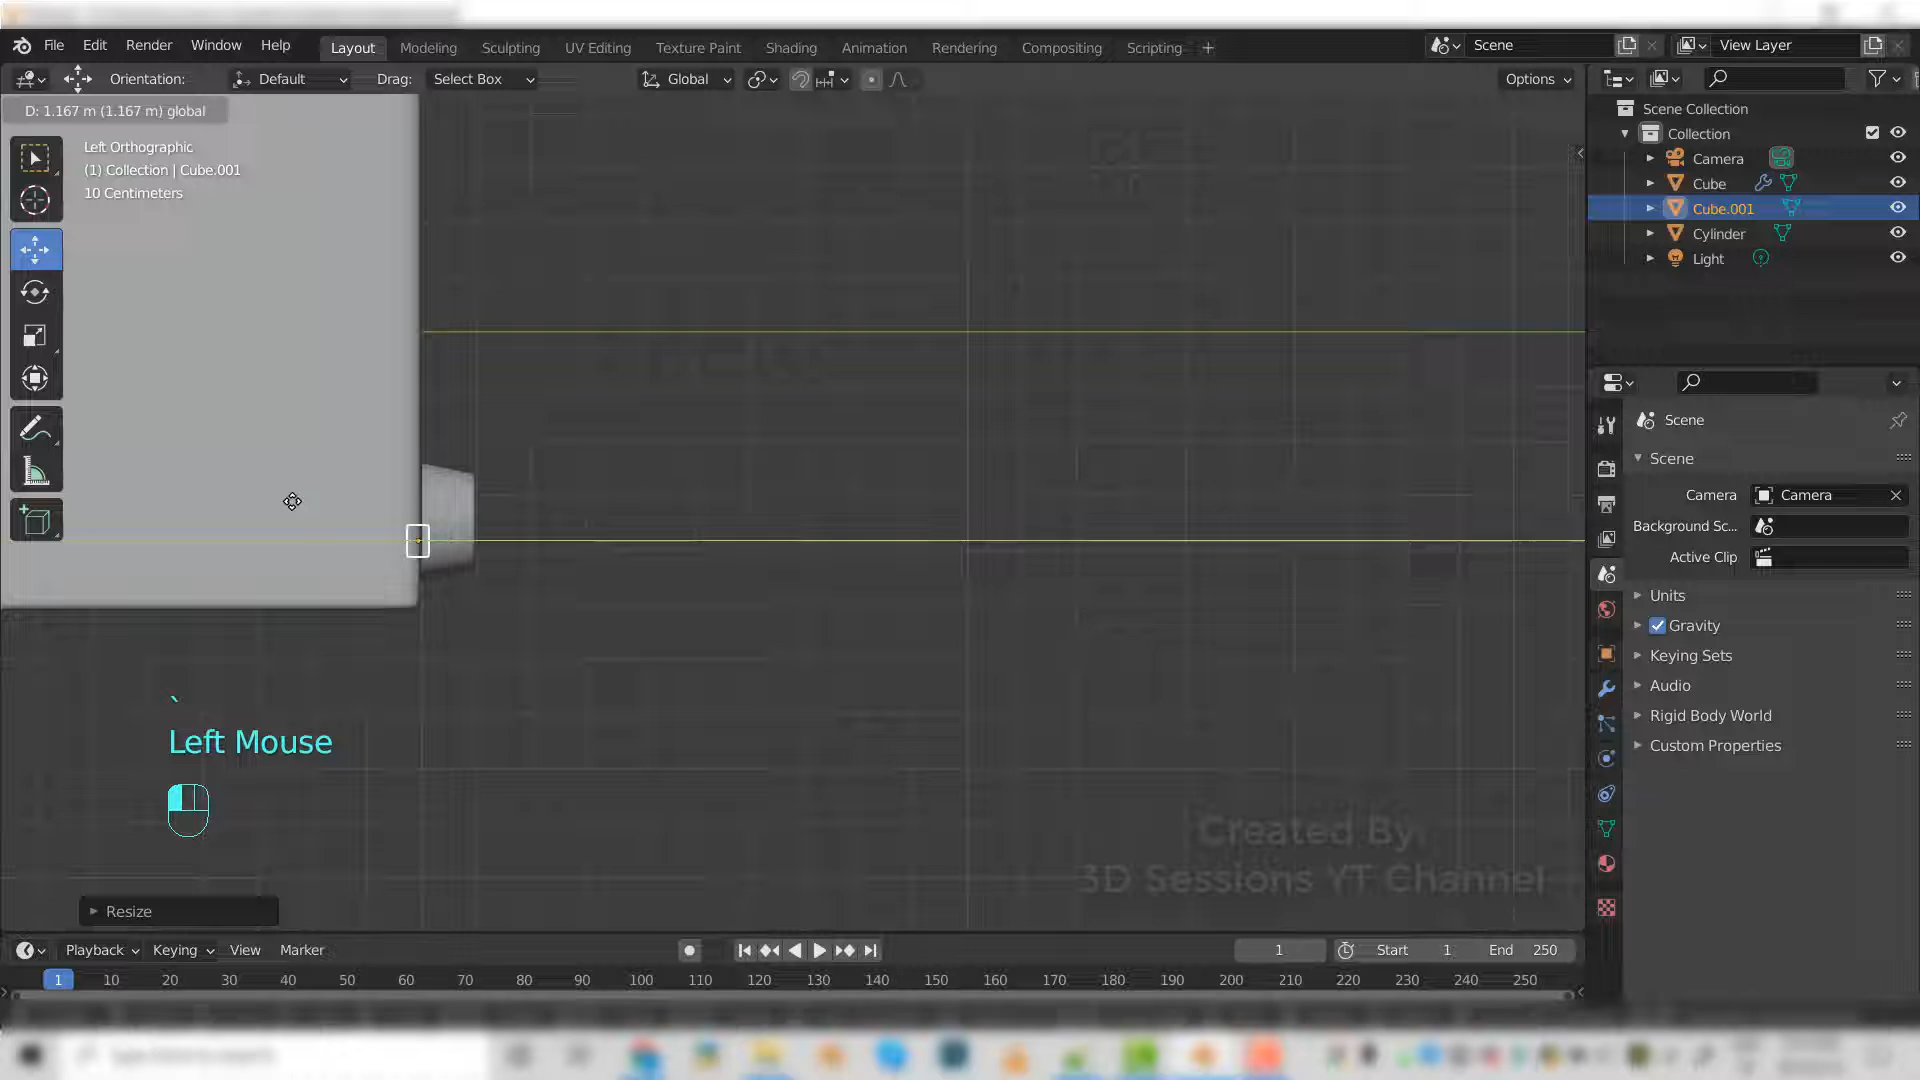 File Edit Render Window Help Layout Modeling Sculpting UV Editing Texture Paint Shading Animation Rendering Compositing Scripting + Scene View Layer
Orientation: Default Drag: Select Box Global Options
D: 1.167 m (1.167 m) global
Left Orthographic
(1) Collection | Cube.001
10 Centimeters
Scene Collection
Collection
Camera
Cube
Cube.001
Cylinder
Light
Scene
Scene
Camera Camera
Background Sc...
Active Clip
Units
Gravity
Keying Sets
Audio
Rigid Body World
Custom Properties
`
Left Mouse
Created By:
3D Sessions YT Channel
Resize
Playback Keying View Marker 1 Start 1 End 250
1 10 20 30 40 50 60 70 80 90 100 110 120 130 140 150 160 170 180 190 200 210 220 230 240 250